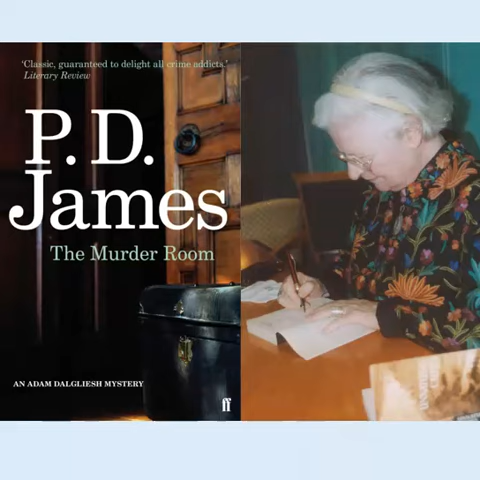 ‘Classic, guaranteed to delight all crime addicts.’
Literary Review
P. D.
James
The Murder Room
AN ADAM DALGLIESH MYSTERY
ff